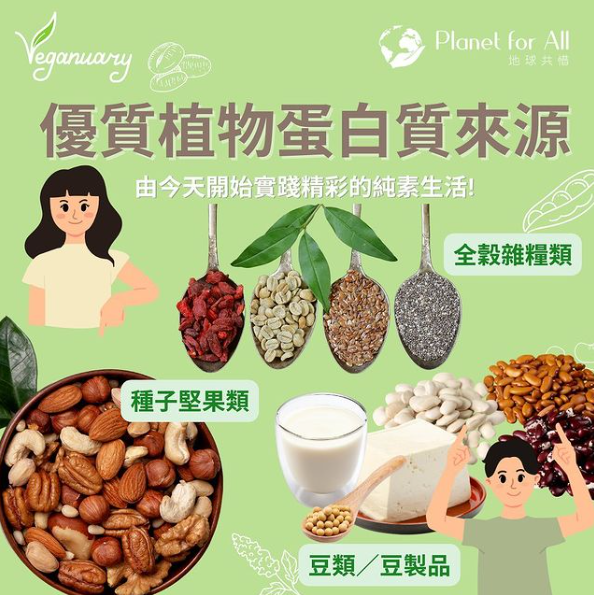 Veganuary
Planet for All
地球共惜
優質植物蛋白質來源
由今天開始實踐精彩的純素生活!
全穀雜糧類
種子堅果類
豆類／豆製品